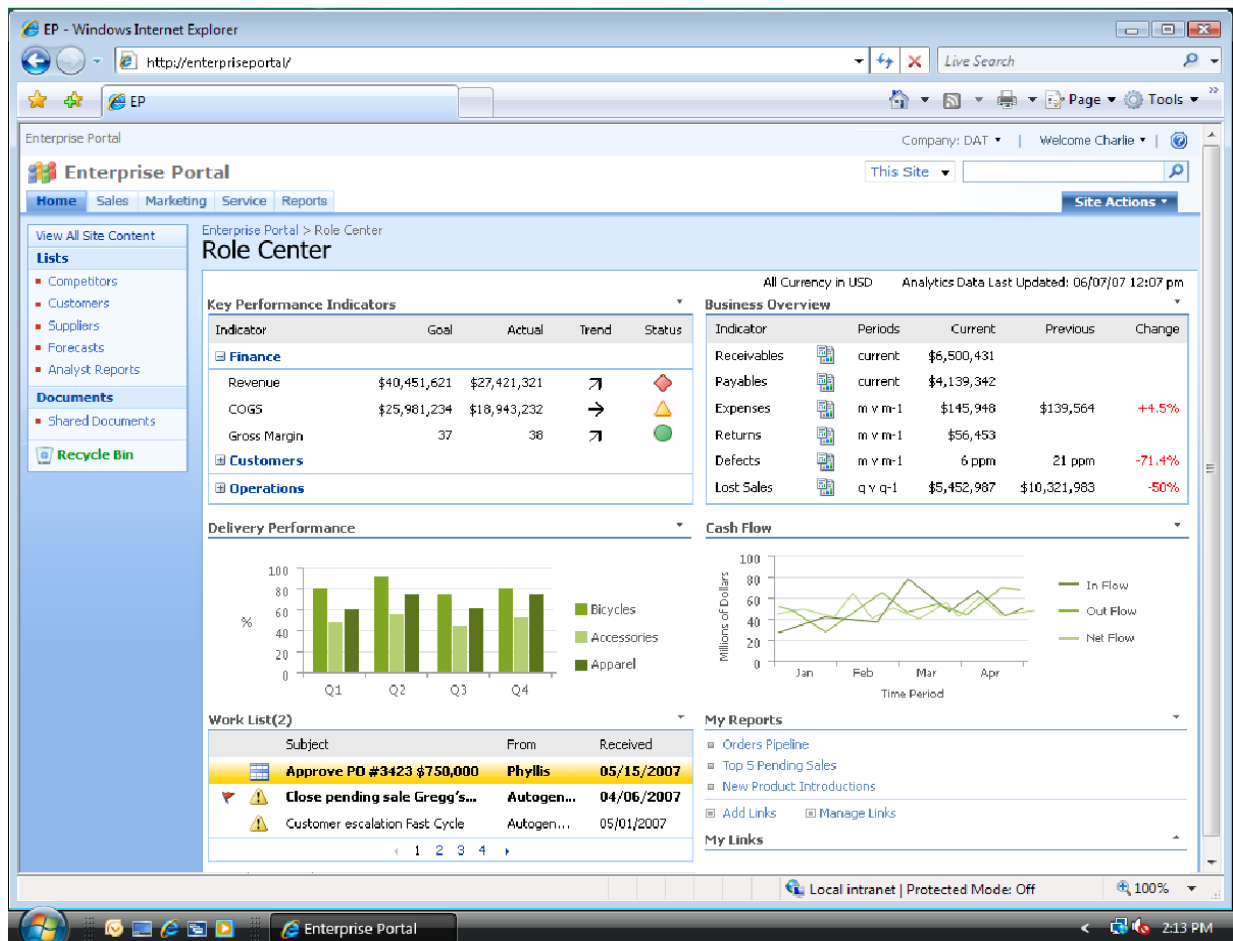 EP - Windows Internet Explorer
http://enterpriseportal/
Live Search
EP
Page
Tools
Enterprise Portal
Company: DAT
Welcome Charlie
Enterprise Portal
This Site
Home Sales Marketing Service Reports
Site Actions
View All Site Content
Lists
Competitors
Customers
Suppliers
Forecasts
Analyst Reports
Documents
Shared Documents
Recycle Bin
Enterprise Portal > Role Center
Role Center
All Currency in USD Analytics Data Last Updated: 06/07/07 12:07 pm
Key Performance Indicators
Indicator Goal Actual Trend Status
Finance
Revenue $40,451,621 $27,421,321
COGS $25,981,234 $18,943,232
Gross Margin 37 38
Customers
Operations
Business Overview
Indicator Periods Current Previous Change
Receivables current $6,500,431
Payables current $4,139,342
Expenses m v m-1 $145,948 $139,564 +4.5%
Returns m v m-1 $56,453
Defects m v m-1 6 ppm 21 ppm -71.4%
Lost Sales q v q-1 $5,452,987 $10,321,983 -50%
Delivery Performance
100
80
60
% 40
20
0
Q1 Q2 Q3 Q4
Bicycles
Accessories
Apparel
Cash Flow
Millions of Dollars
100
80
60
40
20
0
Jan Feb Mar Apr
Time Period
In Flow
Out Flow
Net Flow
Work List(2)
Subject From Received
Approve PO #3423 $750,000 Phyllis 05/15/2007
Close pending sale Gregg's... Autogen... 04/06/2007
Customer escalation Fast Cycle Autogen... 05/01/2007
1 2 3 4
My Reports
Orders Pipeline
Top 5 Pending Sales
New Product Introductions
Add Links Manage Links
My Links
Local intranet | Protected Mode: Off
100%
Enterprise Portal
2:13 PM